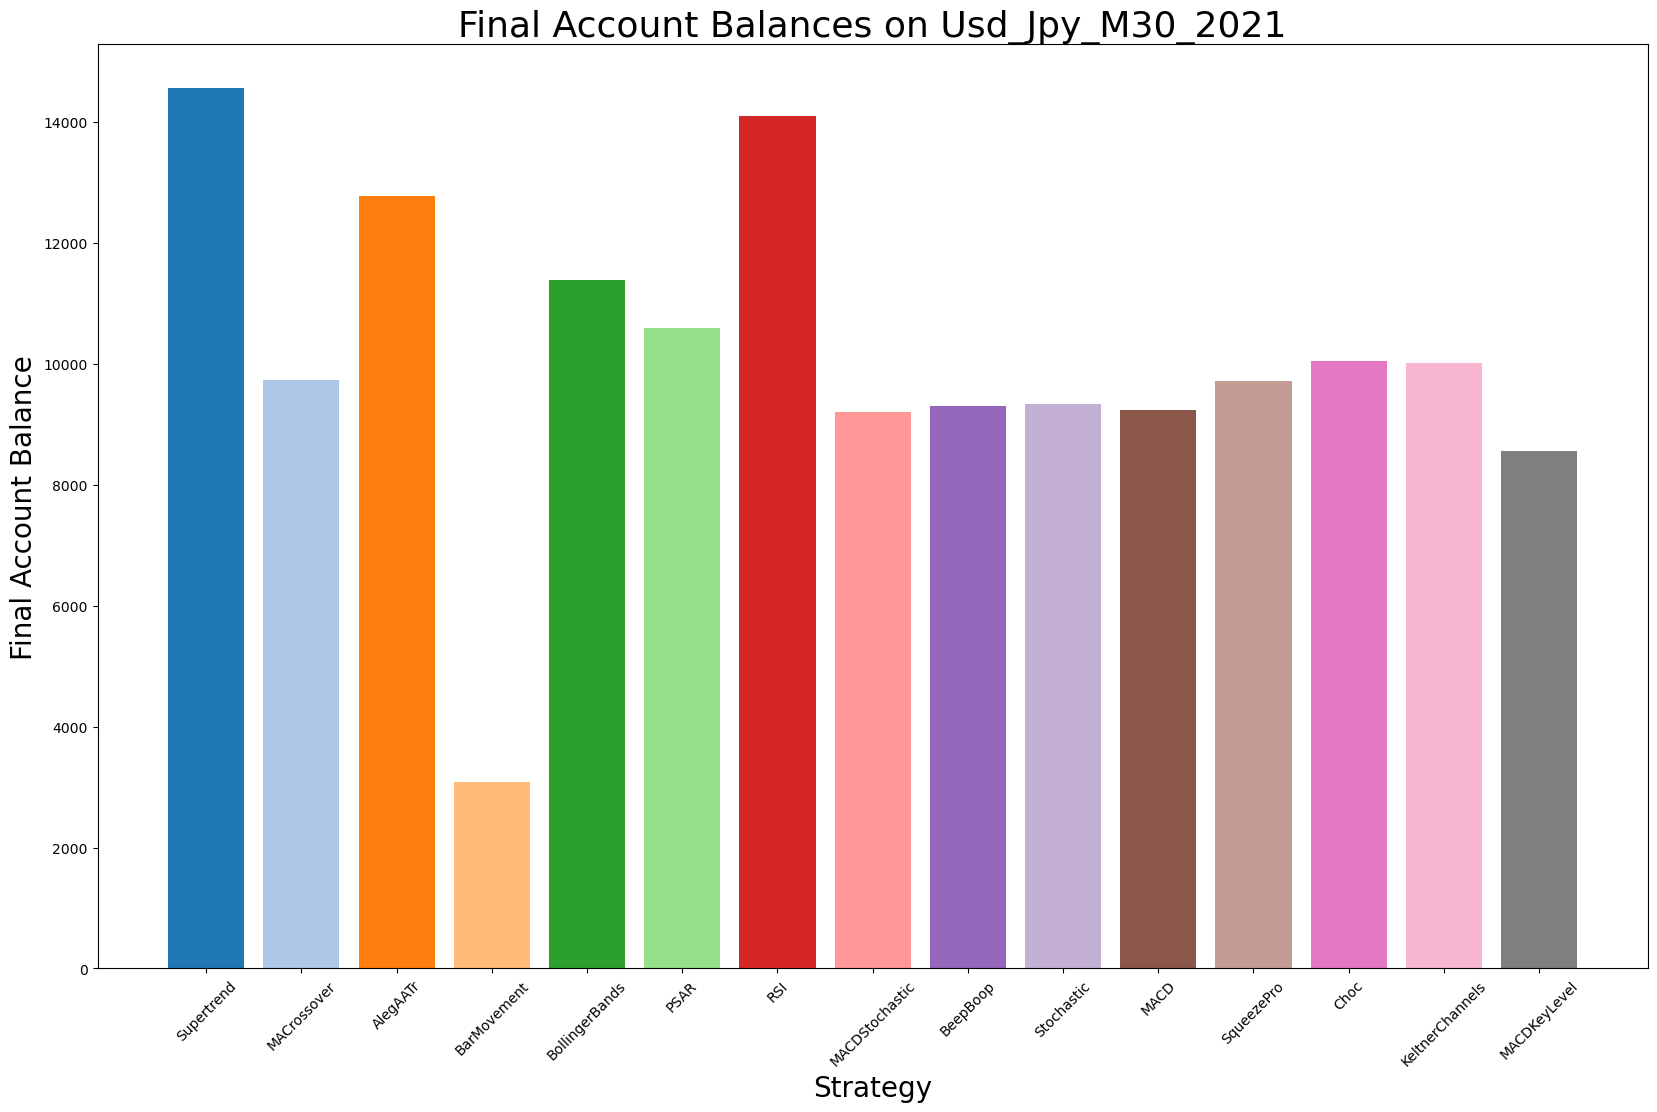 Final Account Balances on Usd_Jpy_M30_2021
Final Account Balance
14000
12000
10000
8000
6000
4000
2000
0
Supertrend
MACrossover
AlegAATr
BarMovement
BollingerBands
PSAR
RSI
MACDStochastic
BeepBoop
Stochastic
MACD
SqueezePro
Choc
KeltnerChannels
MACDKeyLevel
Strategy